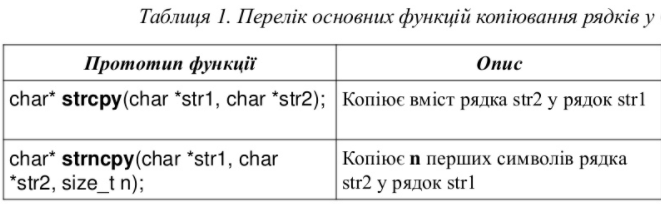 Таблиця 1. Перелік основних функцій копіювання рядків у
Прототип функції
Опис
char* strcpy(char *str1, char *str2);
Копіює вміст рядка str2 у рядок str1
char* strncpy(char *str1, char
*str2, size_t n);
Копіює n перших символів рядка
str2 у рядок str1